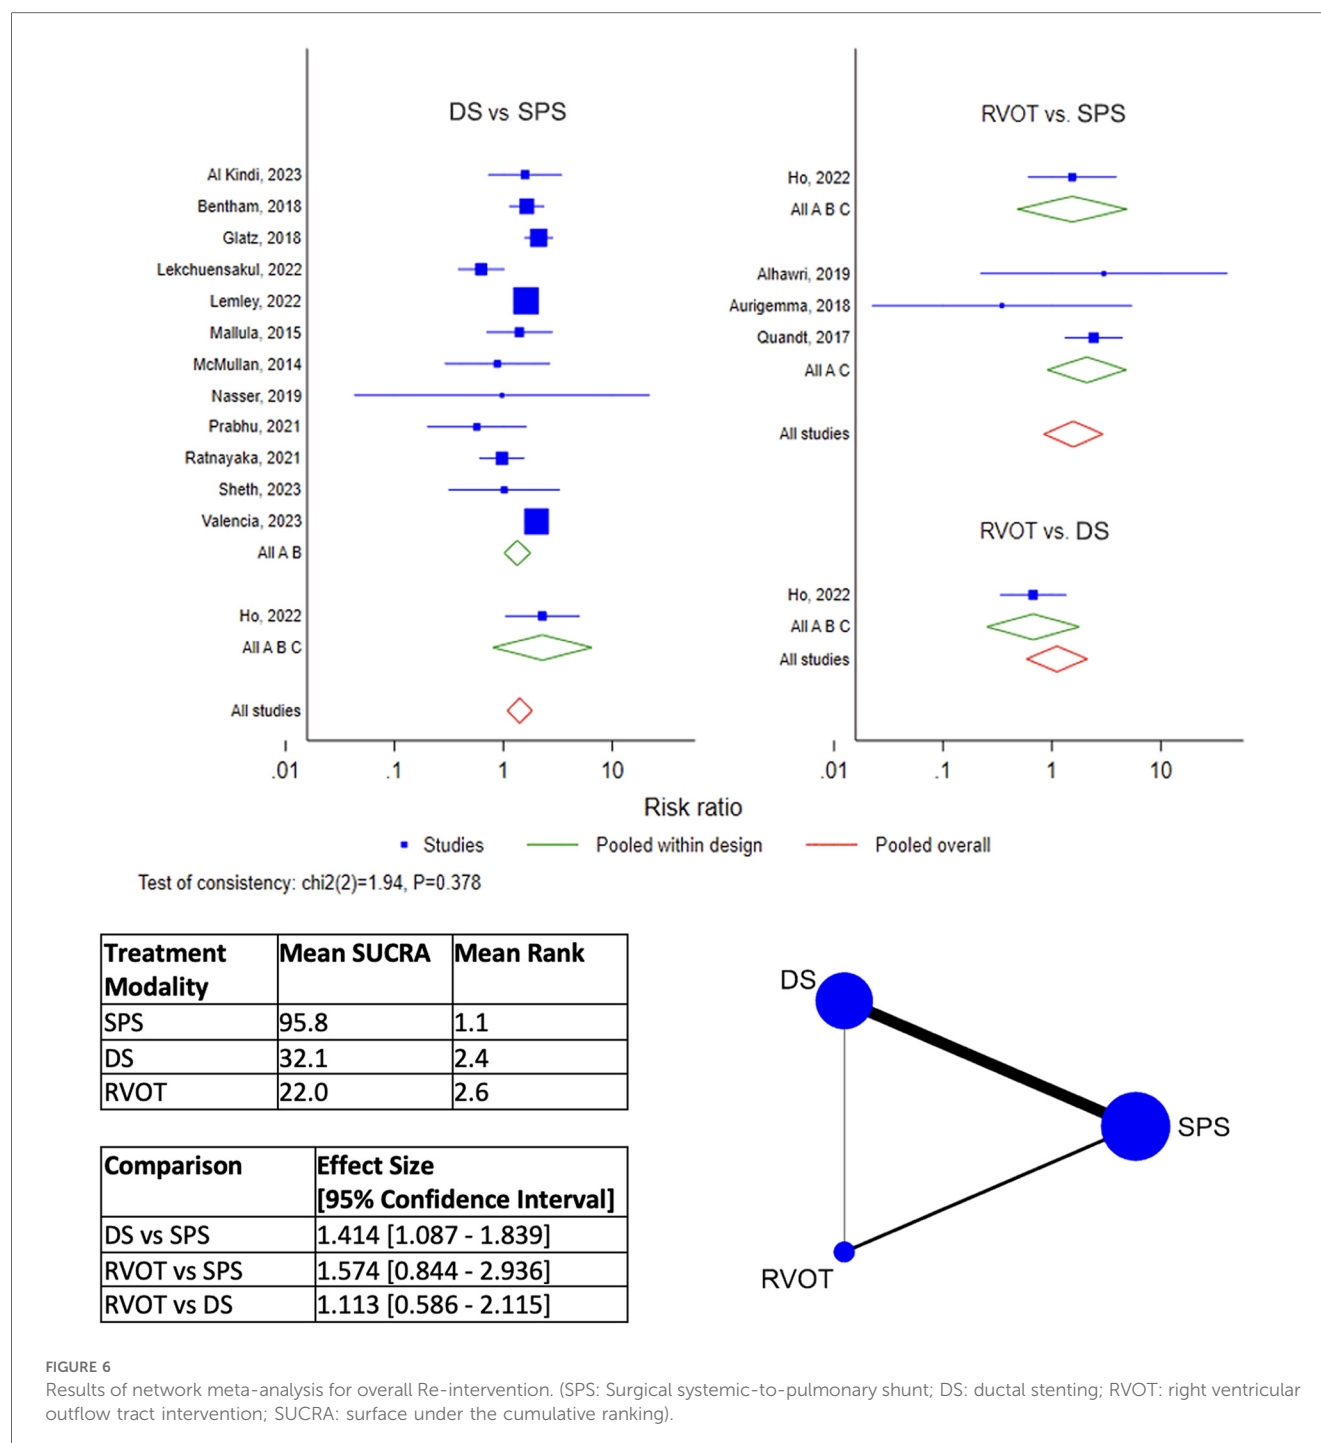 DS vs SPS
Al Kindi, 2023
Bentham, 2018
Glatz, 2018
Lekchuensakul, 2022
Lemley, 2022
Mallula, 2015
McMullan, 2014
Nasser, 2019
Prabhu, 2021
Ratnayaka, 2021
Sheth, 2023
Valencia, 2023
All A B
Ho, 2022
All A B C
All studies
.01 .1 1 10
RVOT vs. SPS
Ho, 2022
All A B C
Alhawri, 2019
Aurigemma, 2018
Quandt, 2017
All A C
All studies
RVOT vs. DS
Ho, 2022
All A B C
All studies
.01 .1 1 10
Risk ratio
Studies Pooled within design Pooled overall
Test of consistency: chi2(2)=1.94, P=0.378
Treatment Modality Mean SUCRA Mean Rank
SPS 95.8 1.1
DS 32.1 2.4
RVOT 22.0 2.6
Comparison Effect Size
[95% Confidence Interval]
DS vs SPS 1.414 [1.087 - 1.839]
RVOT vs SPS 1.574 [0.844 - 2.936]
RVOT vs DS 1.113 [0.586 - 2.115]
DS
SPS
RVOT
FIGURE 6
Results of network meta-analysis for overall Re-intervention. (SPS: Surgical systemic-to-pulmonary shunt; DS: ductal stenting; RVOT: right ventricular
outflow tract intervention; SUCRA: surface under the cumulative ranking).